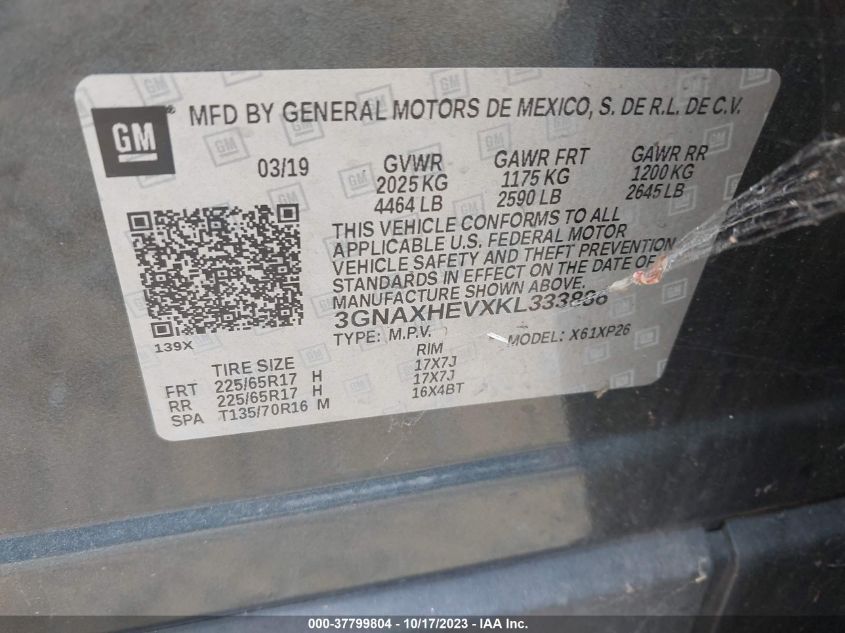 GM
MFD BY GENERAL MOTORS DE MEXICO, S. DE R.L. DE C.V.
03/19 GVWR GAWR FRT GAWR RR
2025 KG 1175 KG 1200 KG
4464 LB 2590 LB 2645 LB
THIS VEHICLE CONFORMS TO ALL
APPLICABLE U.S. FEDERAL MOTOR
VEHICLE SAFETY AND THEFT PREVENTION
STANDARDS IN EFFECT ON THE DATE OF
MANUFACTURE SHOWN ABOVE.
3GNAXHEVXKL333886
TYPE: M.P.V. MODEL: X61XP26
139X
TIRE SIZE RIM
FRT 225/65R17 H 17X7J
RR 225/65R17 H 17X7J
SPA T135/70R16 M 16X4BT
000-37799804 - 10/17/2023 - IAA Inc.